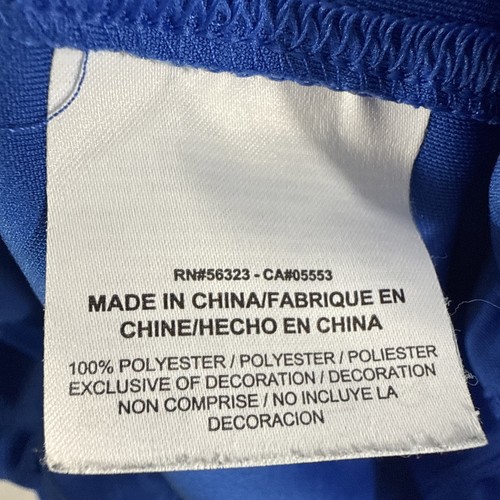 RN#56323 - CA#05553
MADE IN CHINA/FABRIQUE EN
CHINE/HECHO EN CHINA
100% POLYESTER / POLYESTER / POLIESTER
EXCLUSIVE OF DECORATION / DECORATION
NON COMPRISE / NO INCLUYE LA
DECORACION